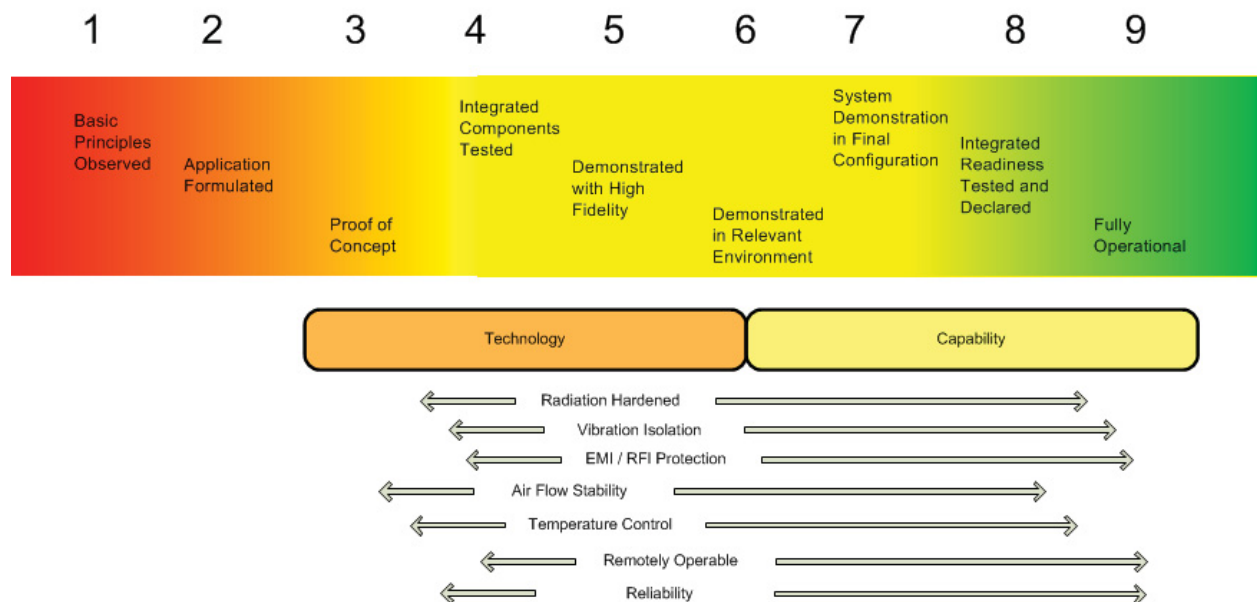 1 2 3 4 5 6 7 8 9
Basic
Principles
Observed
Application
Formulated
Proof of
Concept
Integrated
Components
Tested
Demonstrated
with High
Fidelity
Demonstrated
in Relevant
Environment
System
Demonstration
in Final
Configuration
Integrated
Readiness
Tested and
Declared
Fully
Operational
Technology
Capability
Radiation Hardened
Vibration Isolation
EMI / RFI Protection
Air Flow Stability
Temperature Control
Remotely Operable
Reliability